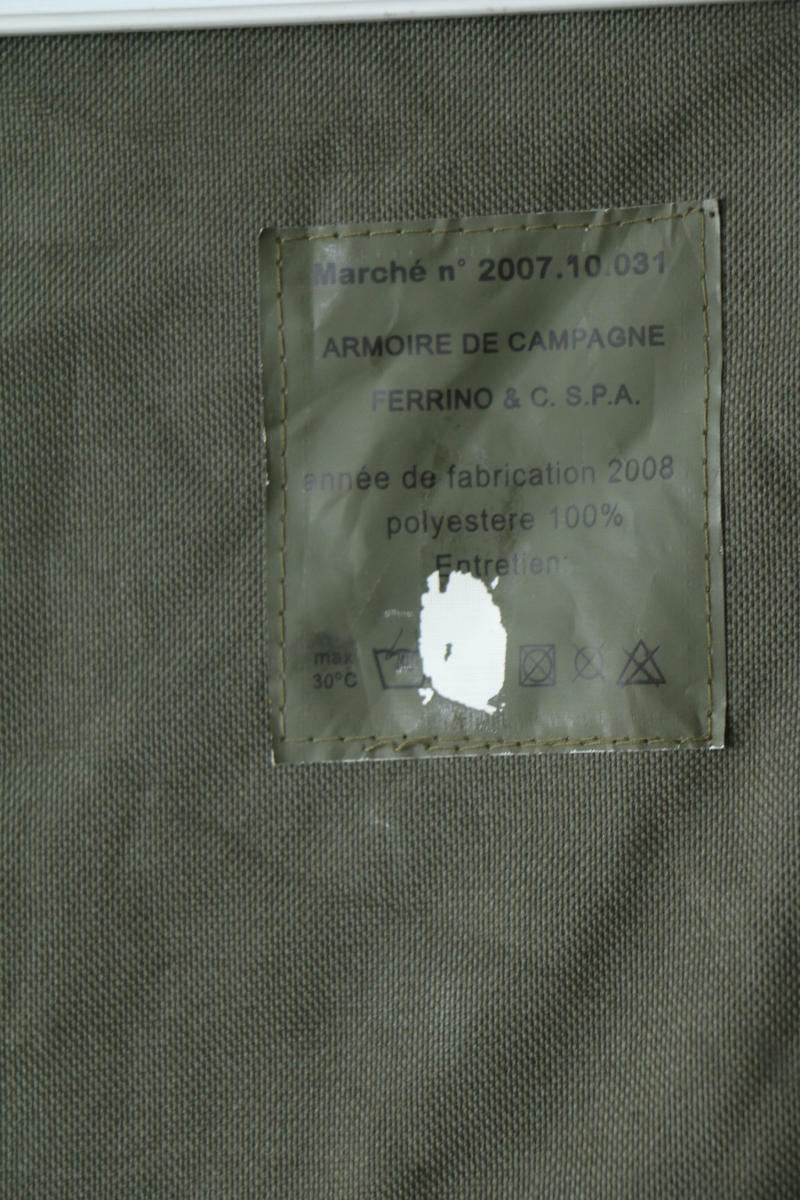 Marché n° 2007.10.031
ARMOIRE DE CAMPAGNE
FERRINO & C. S.P.A.
année de fabrication 2008
polyestere 100%
Entretien:
max
30°C